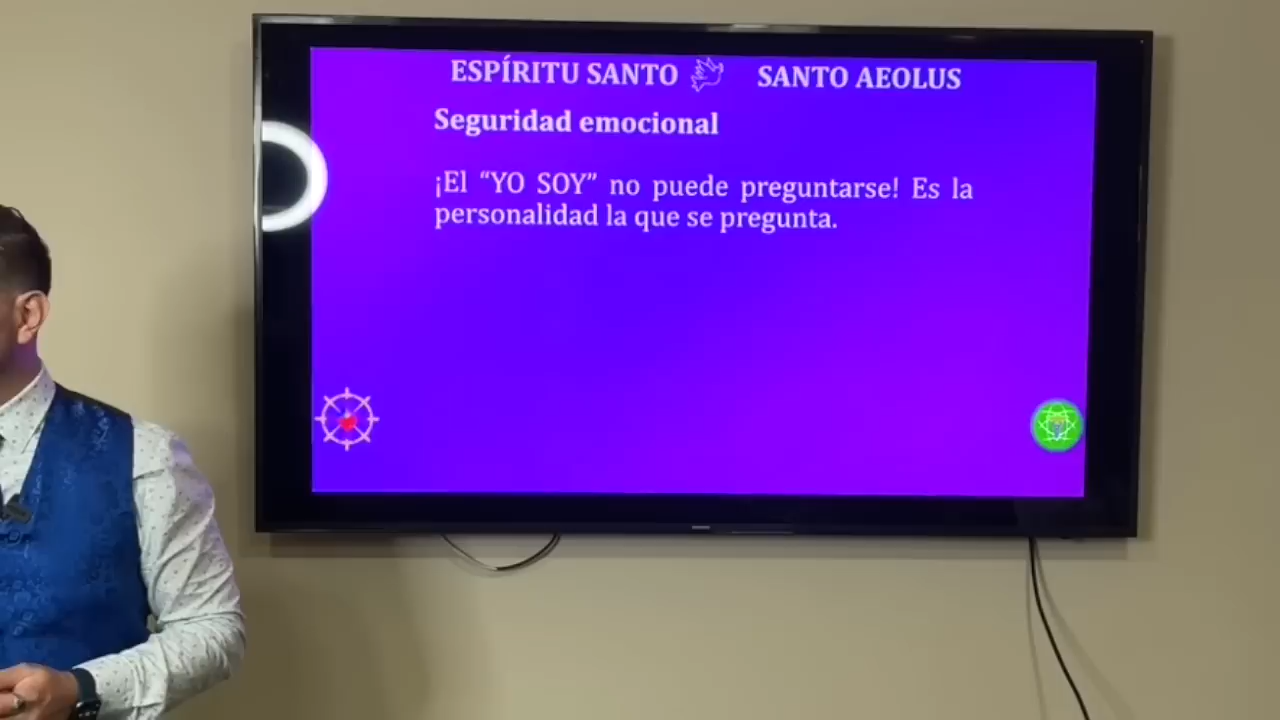 ESPÍRITU SANTO SANTO AEOLUS
Seguridad emocional
¡El “YO SOY” no puede preguntarse! Es la
personalidad la que se pregunta.